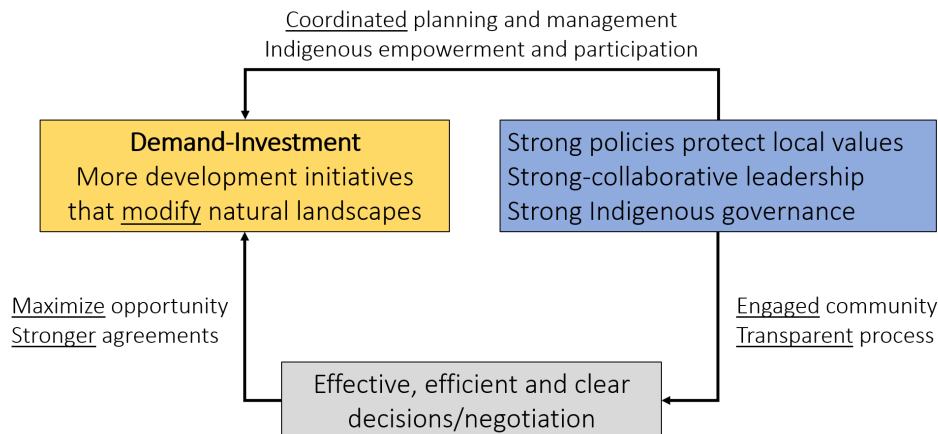 Coordinated planning and management
Indigenous empowerment and participation
Demand-Investment
More development initiatives
that modify natural landscapes
Strong policies protect local values
Strong-collaborative leadership
Strong Indigenous governance
Maximize opportunity
Stronger agreements
Engaged community
Transparent process
Effective, efficient and clear
decisions/negotiation